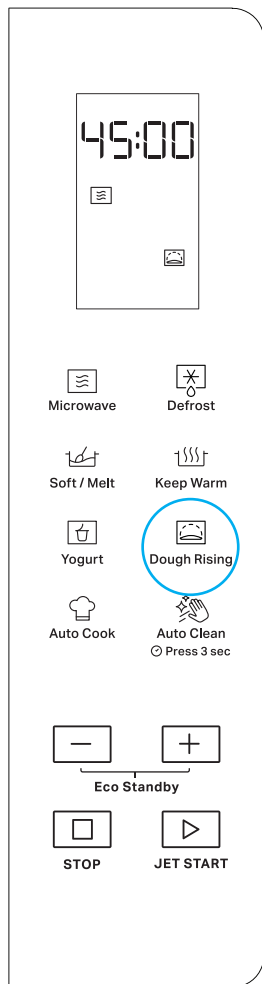 45:00
Microwave
Defrost
Soft / Melt
Keep Warm
Yogurt
Dough Rising
Auto Cook
Auto Clean
Press 3 sec
Eco Standby
STOP
JET START